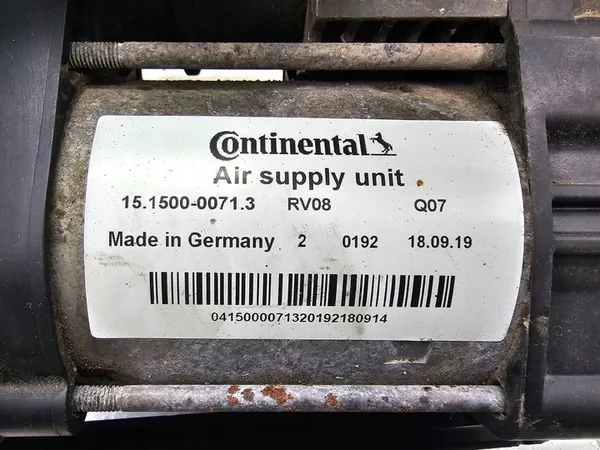 Continental
Air supply unit
15.1500-0071.3 RV08 Q07
Made in Germany 2 0192 18.09.19
0415000071320192180914